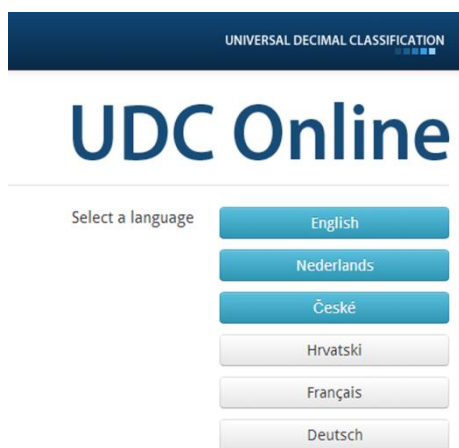 UNIVERSAL DECIMAL CLASSIFICATION
UDC Online
Select a language
English
Nederlands
České
Hrvatski
Français
Deutsch